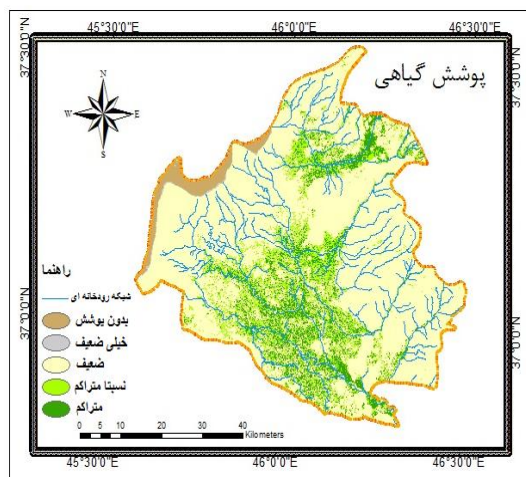 45°30'0"E 46°0'0"E 46°30'0"E
37°30'0"N
37°30'0"N
پوشش گیاهی
N
W E
S
راهنما
شبکه رودخانه ای
بدون پوشش
خیلی ضعیف
ضعیف
نسبتا متراکم
متراکم
37°0'0"N
37°0'0"N
0 5 10 20 30 40
Kilometers
45°30'0"E 46°0'0"E 46°30'0"E